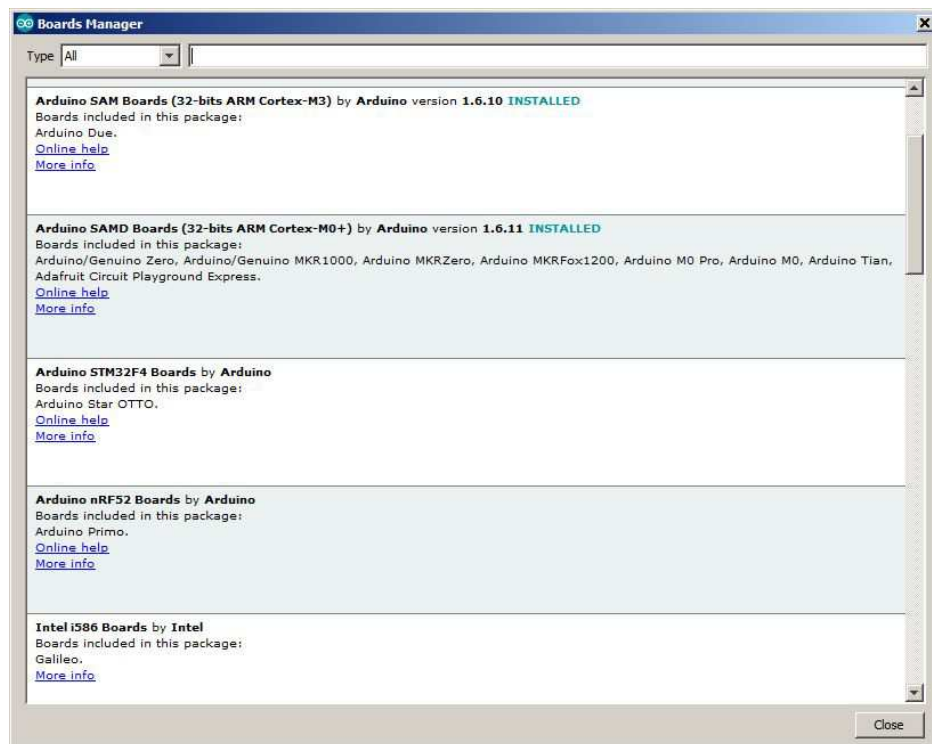 Boards Manager
Type All
Arduino SAM Boards (32-bits ARM Cortex-M3) by Arduino version 1.6.10 INSTALLED
Boards included in this package:
Arduino Due.
Online help
More info
Arduino SAMD Boards (32-bits ARM Cortex-M0+) by Arduino version 1.6.11 INSTALLED
Boards included in this package:
Arduino/Genuino Zero, Arduino/Genuino MKR1000, Arduino MKRZero, Arduino MKRFox1200, Arduino M0 Pro, Arduino M0, Arduino Tian,
Adafruit Circuit Playground Express.
Online help
More info
Arduino STM32F4 Boards by Arduino
Boards included in this package:
Arduino Star OTTO.
Online help
More info
Arduino nRF52 Boards by Arduino
Boards included in this package:
Arduino Primo.
Online help
More info
Intel i586 Boards by Intel
Boards included in this package:
Galileo.
More info
Close